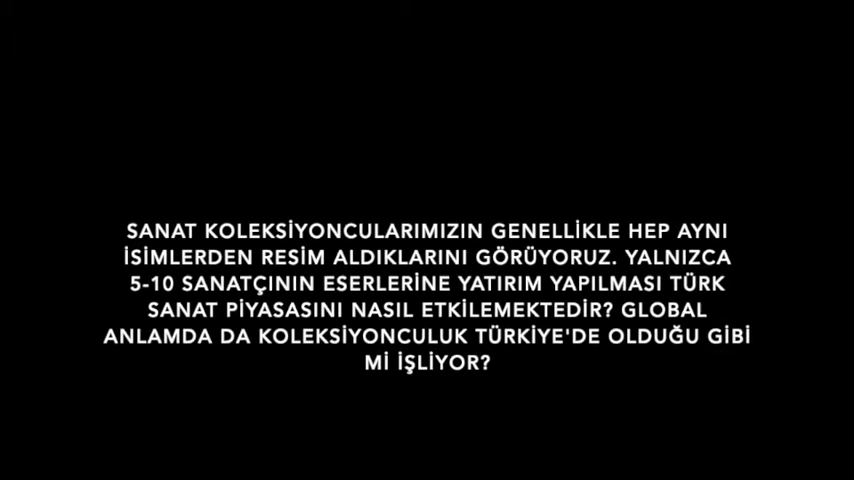 SANAT KOLEKSİYONCULARIMIZIN GENELLİKLE HEP AYNI
İSİMLERDEN RESİM ALDIKLARINI GÖRÜYORUZ. YALNIZCA
5-10 SANATÇININ ESERLERİNE YATIRIM YAPILMASI TÜRK
SANAT PİYASASINI NASIL ETKİLEMEKTEDİR? GLOBAL
ANLAMDA DA KOLEKSİYONCULUK TÜRKİYE'DE OLDUĞU GİBİ
Mİ İŞLİYOR?